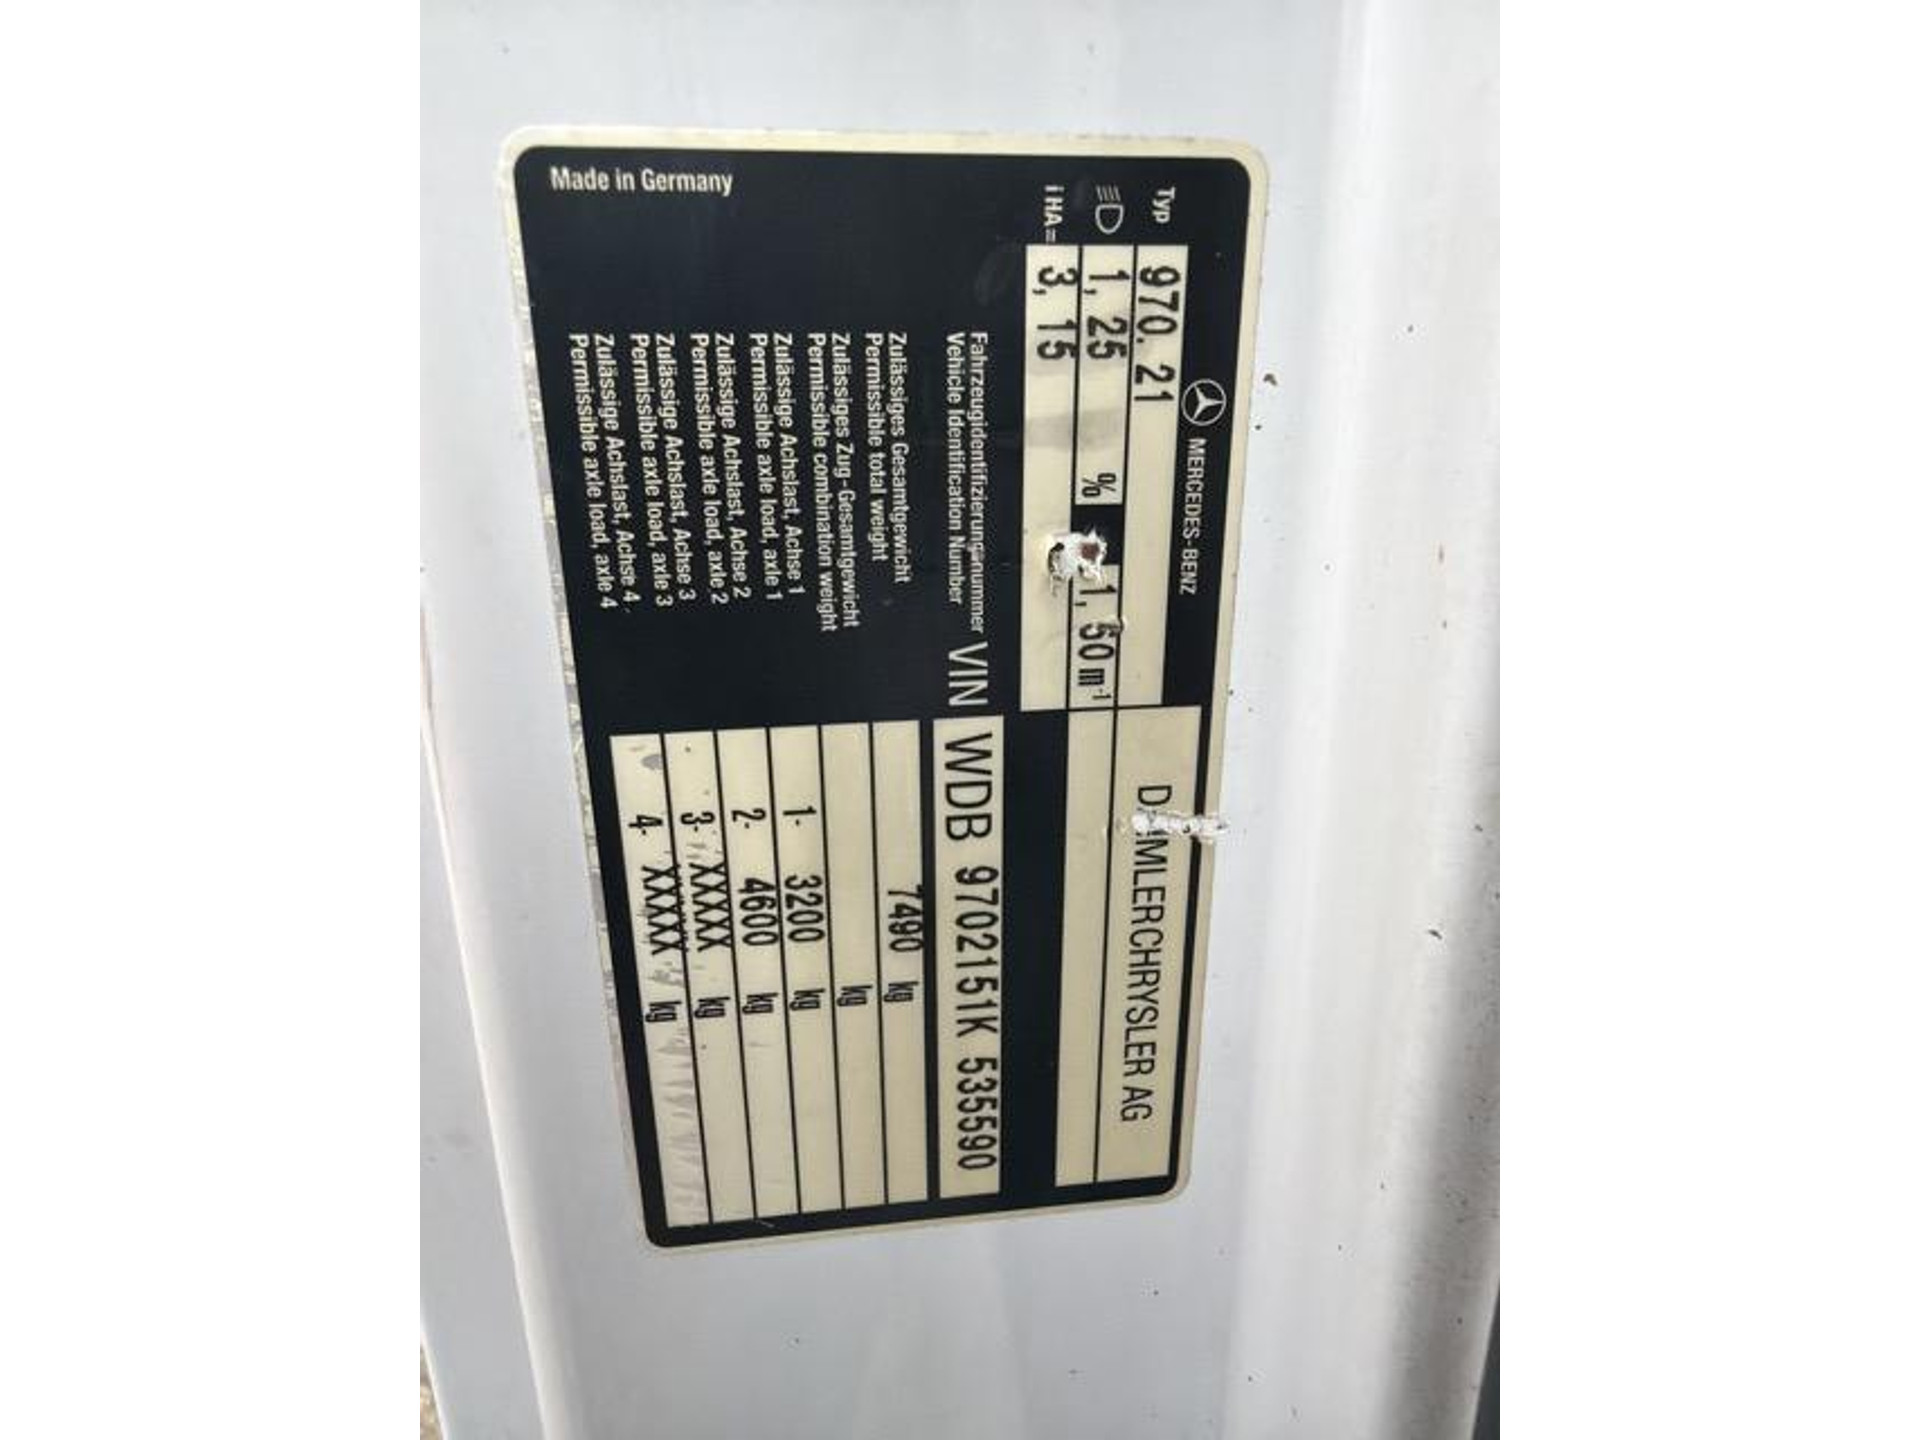 MERCEDES-BENZ
Typ 970. 21
DAIMLERCHRYSLER AG
1, 25 % 1, 50 m⁻¹
i HA= 3, 15
Fahrzeugidentifizierungsnummer
Vehicle Identification Number
VIN WDB 9702151K 535590
Zulässiges Gesamtgewicht
Permissible total weight
7490 kg
Zulässiges Zug-Gesamtgewicht
Permissible combination weight
kg
Zulässige Achslast, Achse 1
Permissible axle load, axle 1
1- 3200 kg
Zulässige Achslast, Achse 2
Permissible axle load, axle 2
2- 4600 kg
Zulässige Achslast, Achse 3
Permissible axle load, axle 3
3- XXXXX kg
Zulässige Achslast, Achse 4
Permissible axle load, axle 4
4- XXXXX kg
Made in Germany